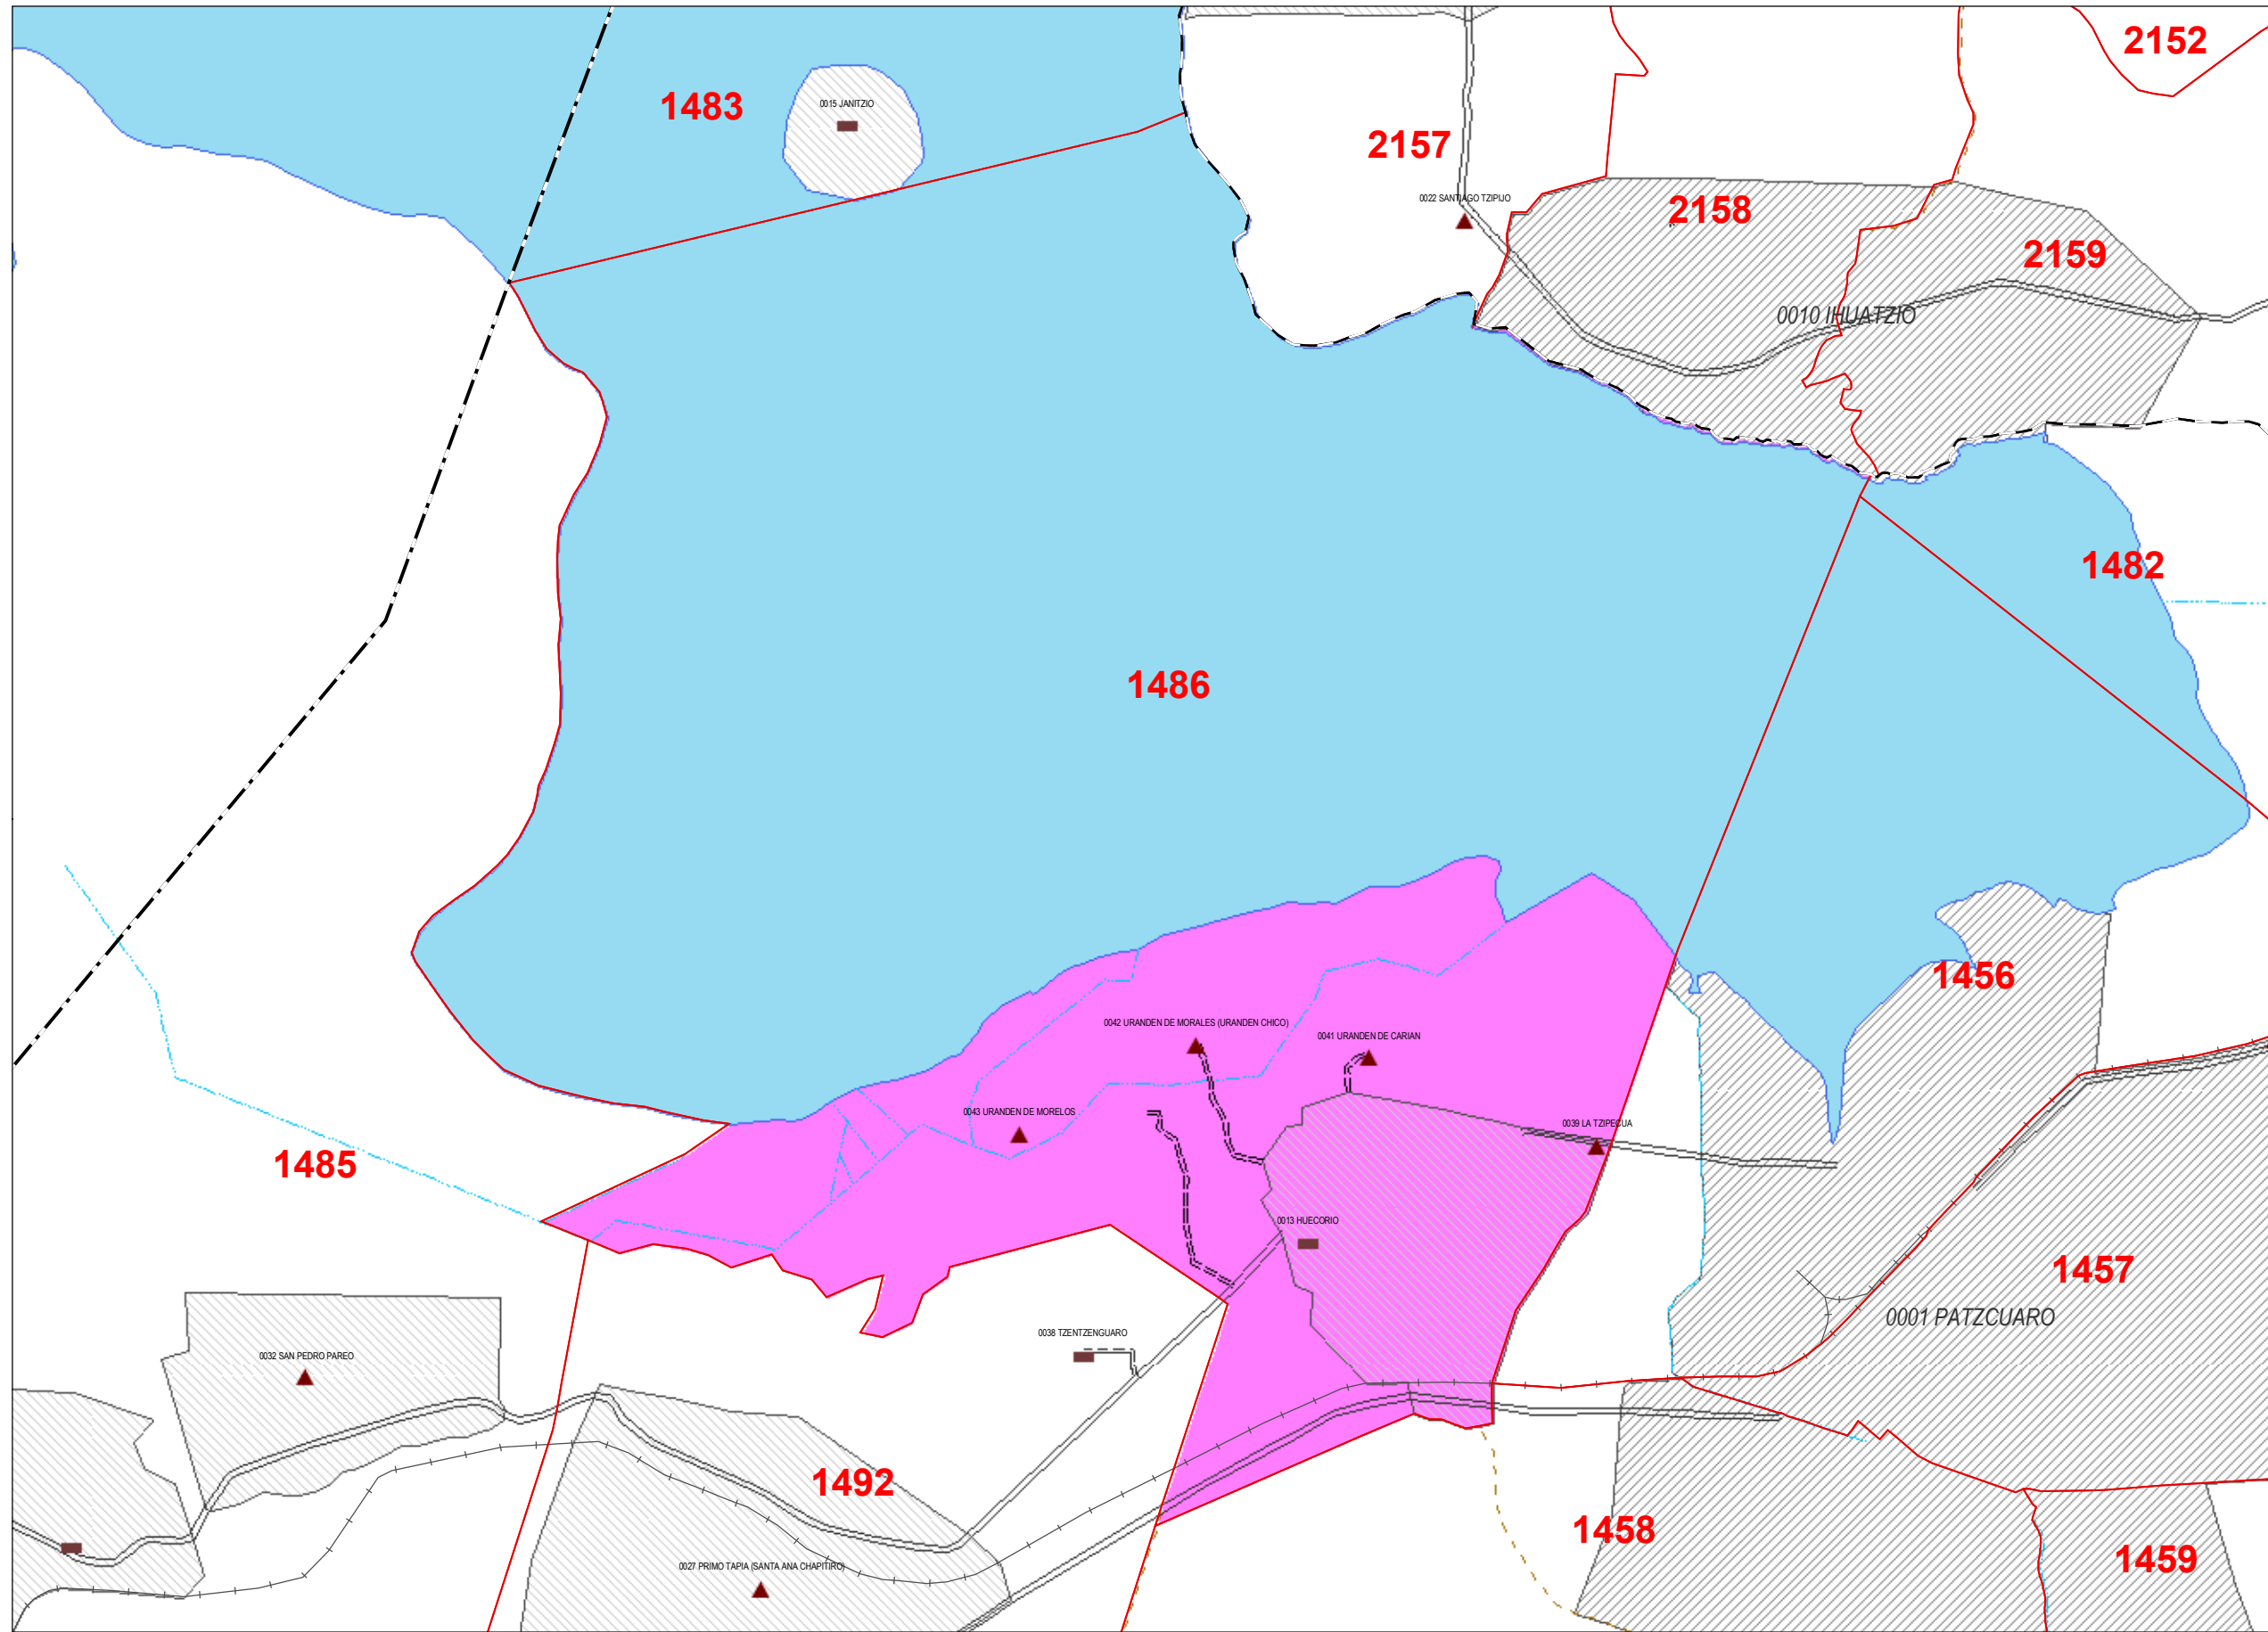 2152
1483
0015 JANITZIO
2157
0022 SANTIAGO TZIPIJO
2158
2159
0010 IHUATZIO
1482
1486
1456
0042 URANDEN DE MORALES (URANDEN CHICO)
0041 URANDEN DE CARIAN
0043 URANDEN DE MORELOS
0039 LA TZIPECUA
1485
0013 HUECORIO
1457
0001 PATZCUARO
0038 TZENTZENGUARO
0032 SAN PEDRO PAREO
1492
1458
1459
0027 PRIMO TAPIA (SANTA ANA CHAPITIRO)